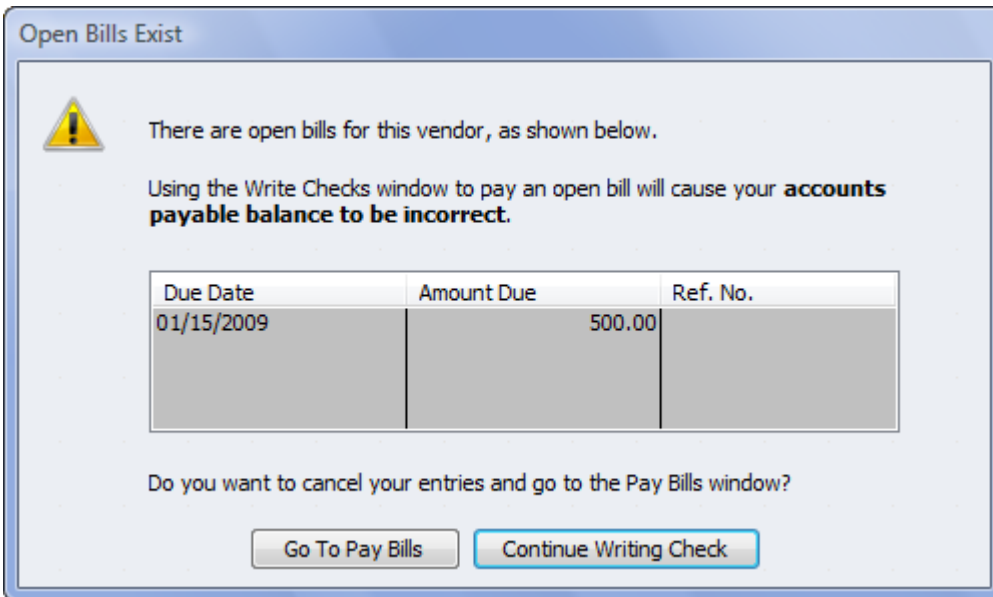 Open Bills Exist
There are open bills for this vendor, as shown below.
Using the Write Checks window to pay an open bill will cause your accounts
payable balance to be incorrect.
Due Date Amount Due Ref. No.
01/15/2009 500.00
Do you want to cancel your entries and go to the Pay Bills window?
Go To Pay Bills Continue Writing Check